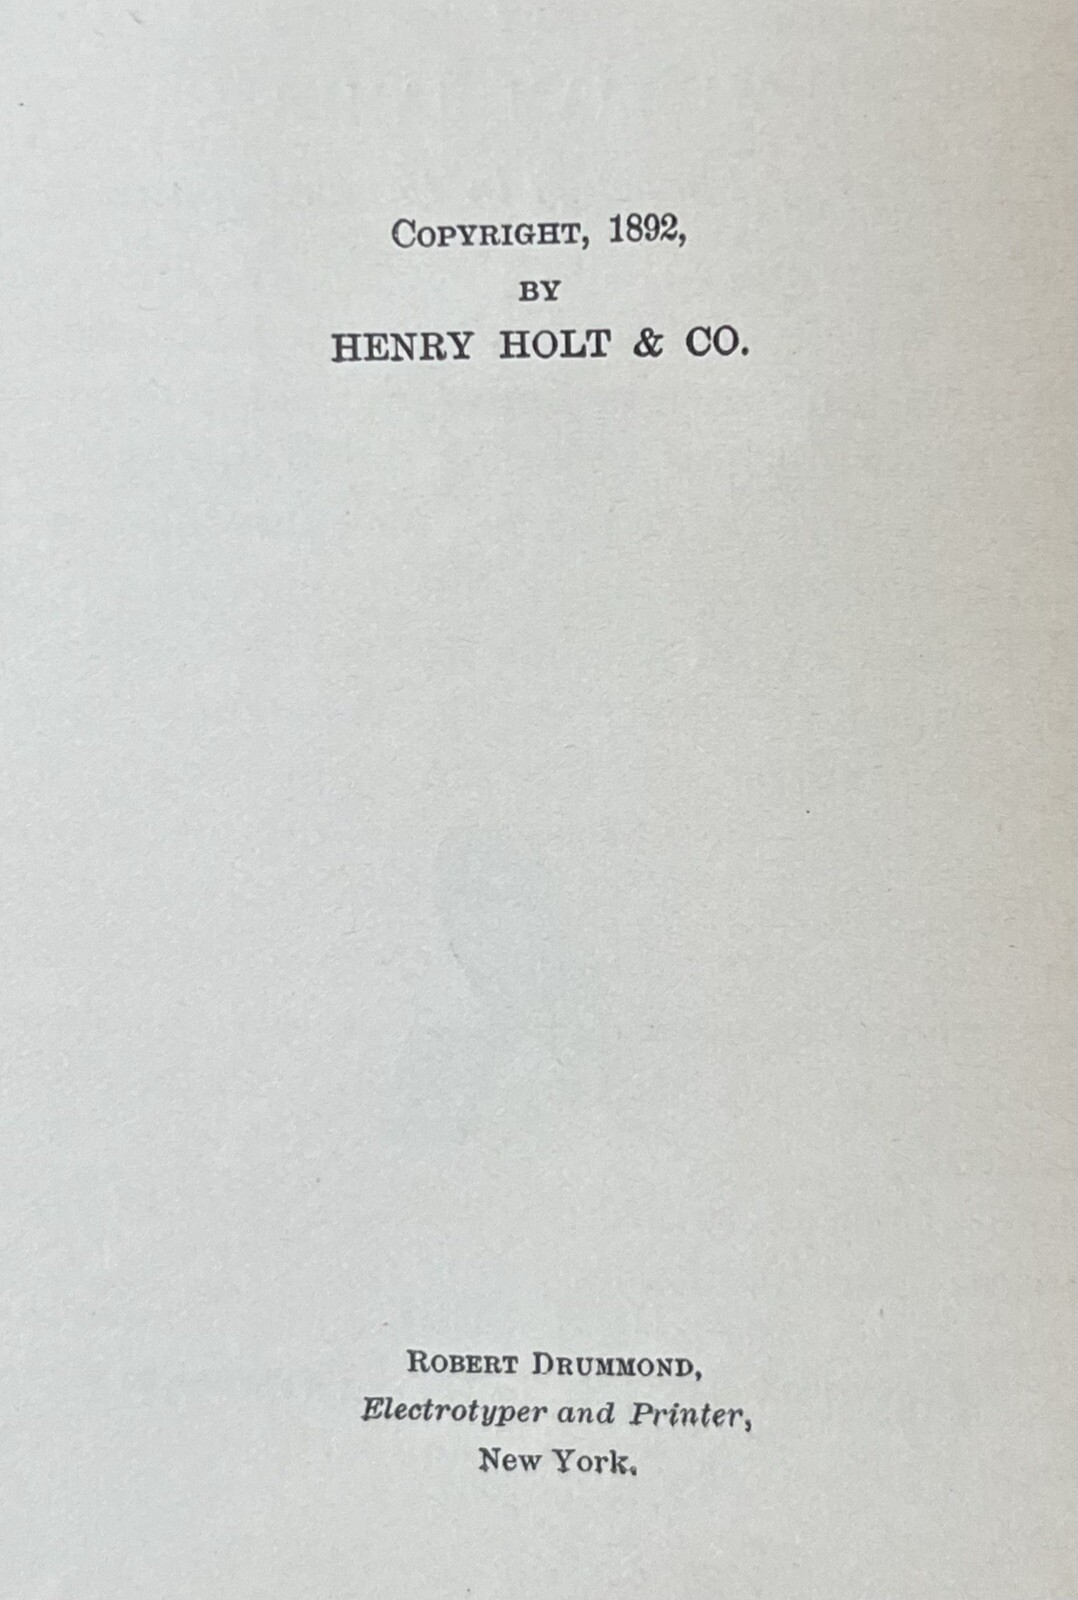 Copyright, 1892,
BY
HENRY HOLT & CO.
Robert Drummond,
Electrotyper and Printer,
New York.